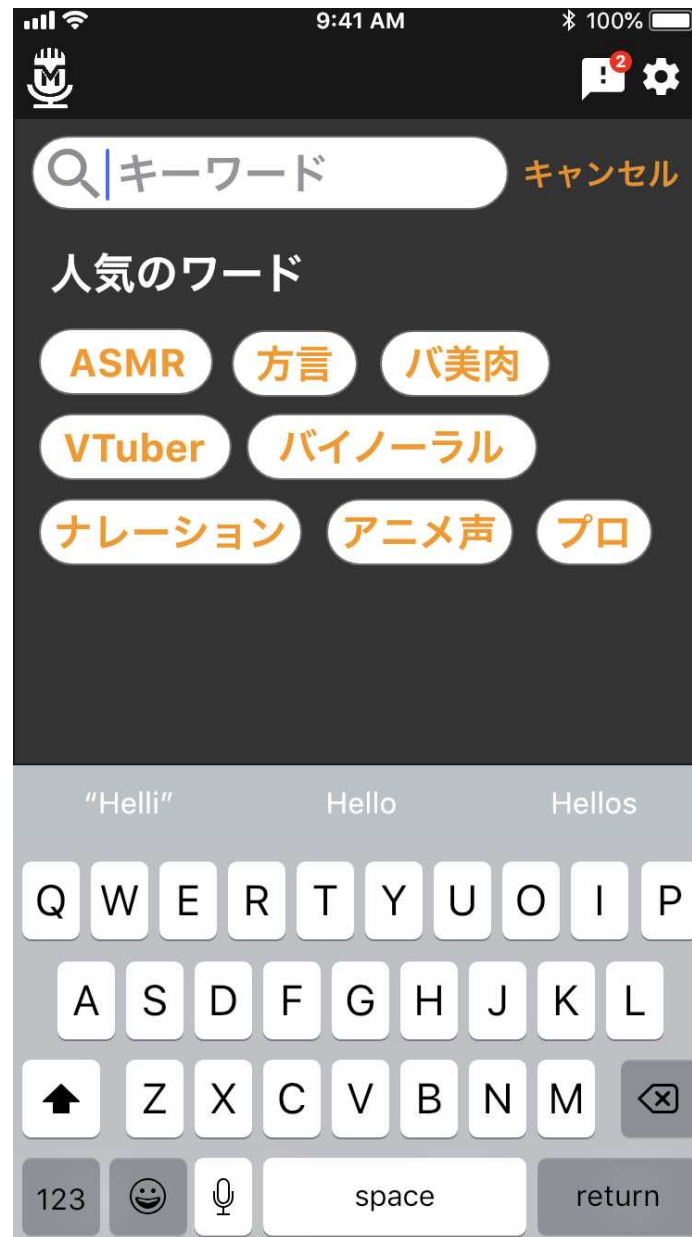 9:41 AM 100%
M
! 2
キーワード キャンセル
人気のワード
ASMR 方言 バ美肉
VTuber バイノーラル
ナレーション アニメ声 プロ
“Helli” Hello Hellos
Q W E R T Y U O I P
A S D F G H J K L
Z X C V B N M
123 space return